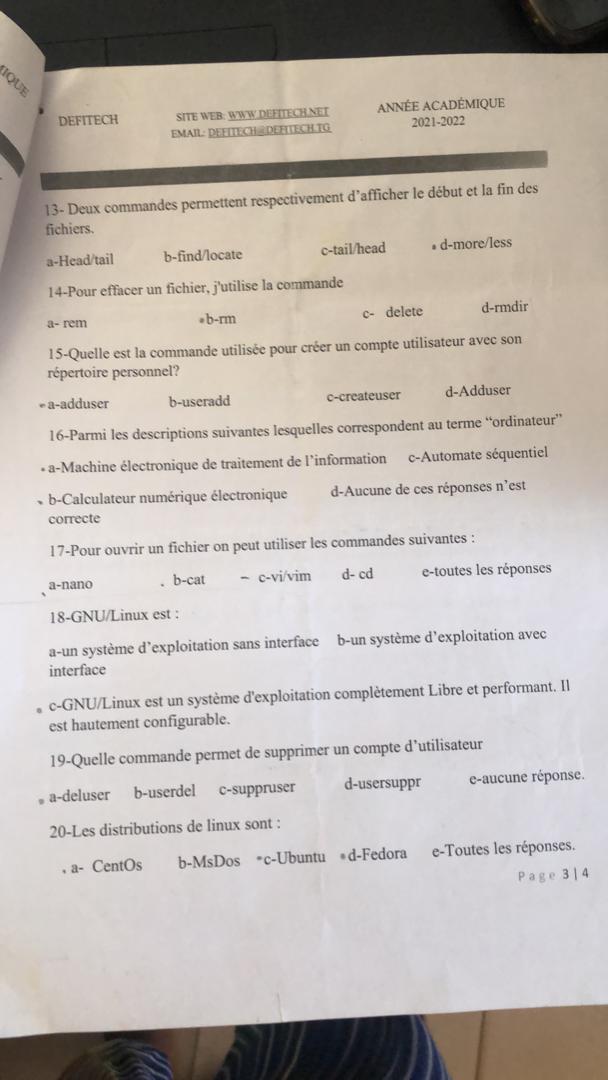 MIQUE
DEFITECH
SITE WEB: WWW.DEFITECH.NET
EMAIL: DEFITECH@DEFITECH.TG
ANNÉE ACADÉMIQUE
2021-2022
13- Deux commandes permettent respectivement d'afficher le début et la fin des
fichiers.
a-Head/tail b-find/locate c-tail/head d-more/less
14-Pour effacer un fichier, j'utilise la commande
a- rem b-rm c- delete d-rmdir
15-Quelle est la commande utilisée pour créer un compte utilisateur avec son
répertoire personnel?
a-adduser b-useradd c-createuser d-Adduser
16-Parmi les descriptions suivantes lesquelles correspondent au terme “ordinateur”
a-Machine électronique de traitement de l'information c-Automate séquentiel
b-Calculateur numérique électronique d-Aucune de ces réponses n'est
correcte
17-Pour ouvrir un fichier on peut utiliser les commandes suivantes :
a-nano b-cat c-vi/vim d- cd e-toutes les réponses
18-GNU/Linux est :
a-un système d'exploitation sans interface b-un système d'exploitation avec
interface
c-GNU/Linux est un système d'exploitation complètement Libre et performant. Il
est hautement configurable.
19-Quelle commande permet de supprimer un compte d'utilisateur
a-deluser b-userdel c-suppruser d-usersuppr e-aucune réponse.
20-Les distributions de linux sont :
a- CentOs b-MsDos c-Ubuntu d-Fedora e-Toutes les réponses.
Page 3 | 4